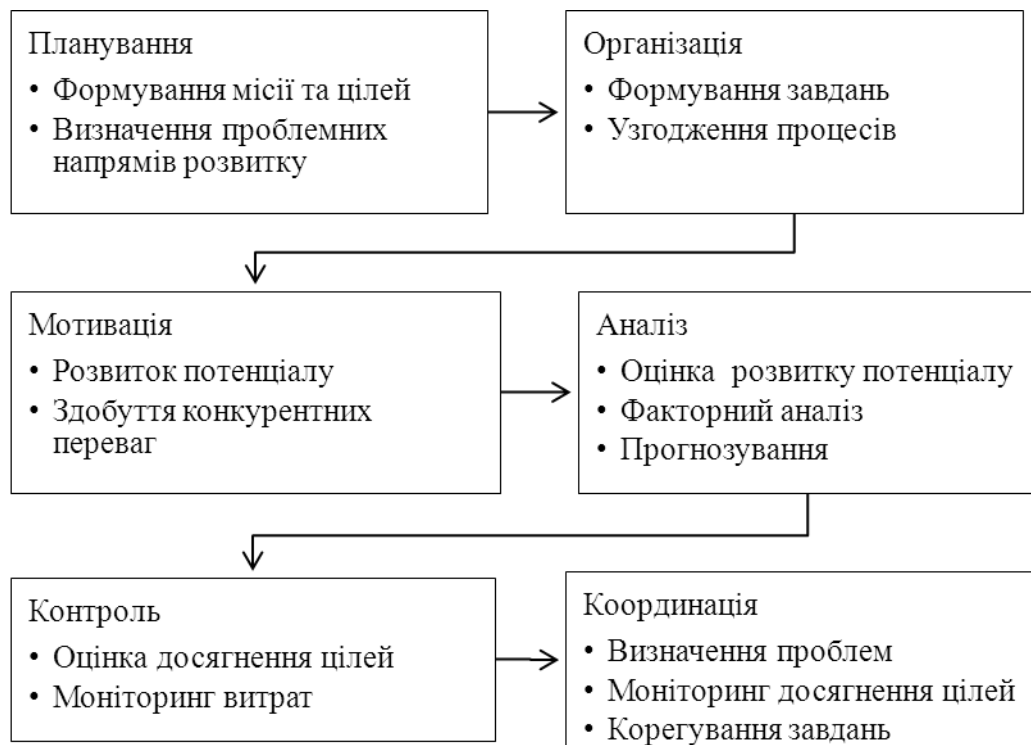 Планування
• Формування місії та цілей
• Визначення проблемних
напрямів розвитку
Організація
• Формування завдань
• Узгодження процесів
Мотивація
• Розвиток потенціалу
• Здобуття конкурентних
переваг
Аналіз
• Оцінка розвитку потенціалу
• Факторний аналіз
• Прогнозування
Контроль
• Оцінка досягнення цілей
• Моніторинг витрат
Координація
• Визначення проблем
• Моніторинг досягнення цілей
• Корегування завдань